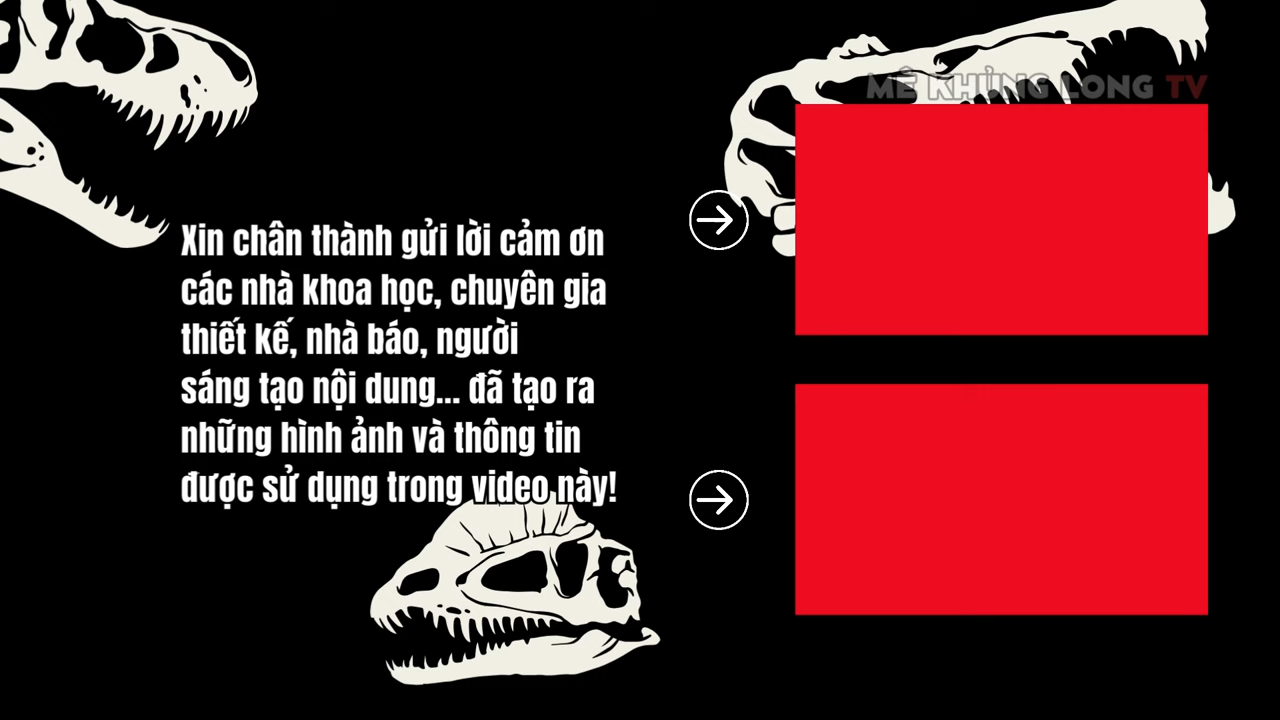 MÊ KHỦNG LONG TV
Xin chân thành gửi lời cảm ơn
các nhà khoa học, chuyên gia
thiết kế, nhà báo, người
sáng tạo nội dung... đã tạo ra
những hình ảnh và thông tin
được sử dụng trong video này!